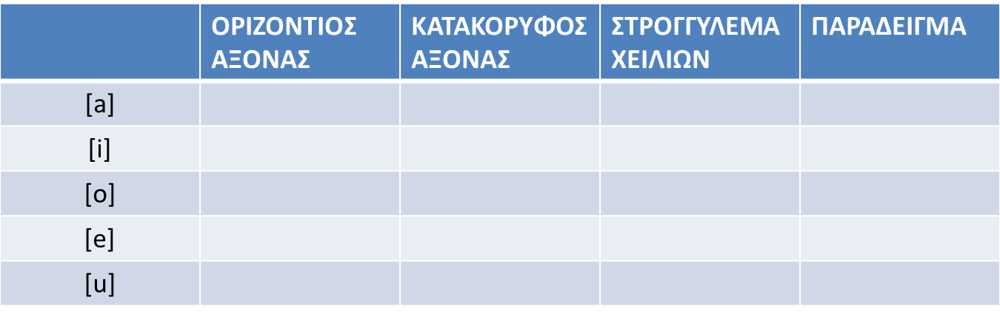 ΟΡΙΖΟΝΤΙΟΣ ΑΞΟΝΑΣ
ΚΑΤΑΚΟΡΥΦΟΣ ΑΞΟΝΑΣ
ΣΤΡΟΓΓΥΛΕΜΑ ΧΕΙΛΙΩΝ
ΠΑΡΑΔΕΙΓΜΑ
[a]
[i]
[o]
[e]
[u]